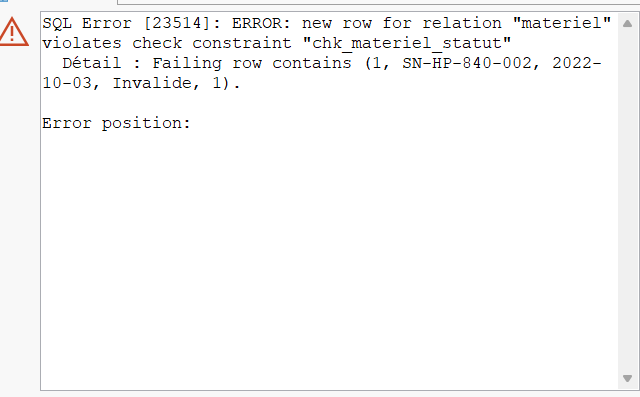 SQL Error [23514]: ERROR: new row for relation "materiel"
violates check constraint "chk_materiel_statut"
  Détail : Failing row contains (1, SN-HP-840-002, 2022-
10-03, Invalide, 1).

Error position: